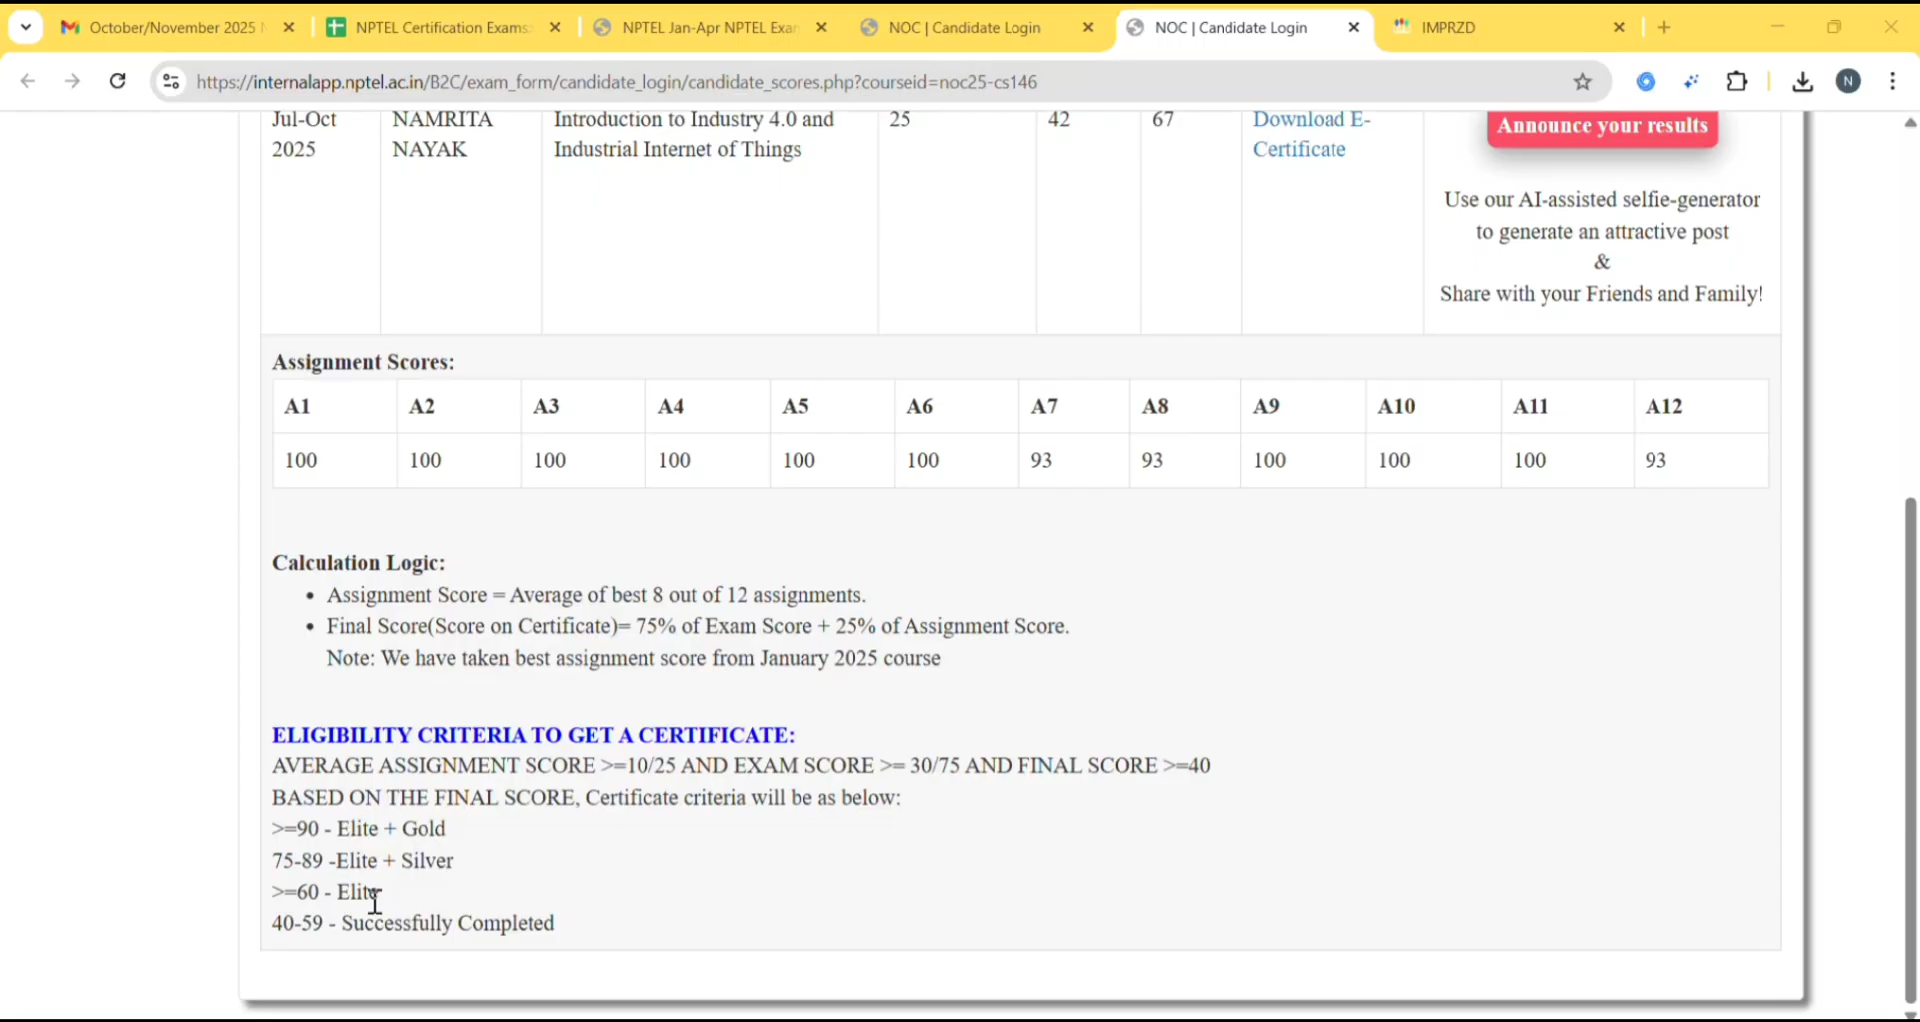 October/November 2025
NPTEL Certification Exams
NPTEL Jan-Apr NPTEL Exar
NOC | Candidate Login
NOC | Candidate Login
IMPRZD
https://internalapp.nptel.ac.in/B2C/exam_form/candidate_login/candidate_scores.php?courseid=noc25-cs146
N
Jul-Oct 2025
NAMRITA NAYAK
Introduction to Industry 4.0 and
Industrial Internet of Things
25
42
67
Download E-
Certificate
Announce your results
Use our AI-assisted selfie-generator
to generate an attractive post
&
Share with your Friends and Family!
Assignment Scores:
A1 A2 A3 A4 A5 A6 A7 A8 A9 A10 A11 A12
100 100 100 100 100 100 93 93 100 100 100 93
Calculation Logic:
• Assignment Score = Average of best 8 out of 12 assignments.
• Final Score(Score on Certificate)= 75% of Exam Score + 25% of Assignment Score.
Note: We have taken best assignment score from January 2025 course
ELIGIBILITY CRITERIA TO GET A CERTIFICATE:
AVERAGE ASSIGNMENT SCORE >=10/25 AND EXAM SCORE >= 30/75 AND FINAL SCORE >=40
BASED ON THE FINAL SCORE, Certificate criteria will be as below:
>=90 - Elite + Gold
75-89 -Elite + Silver
>=60 - Elite
40-59 - Successfully Completed